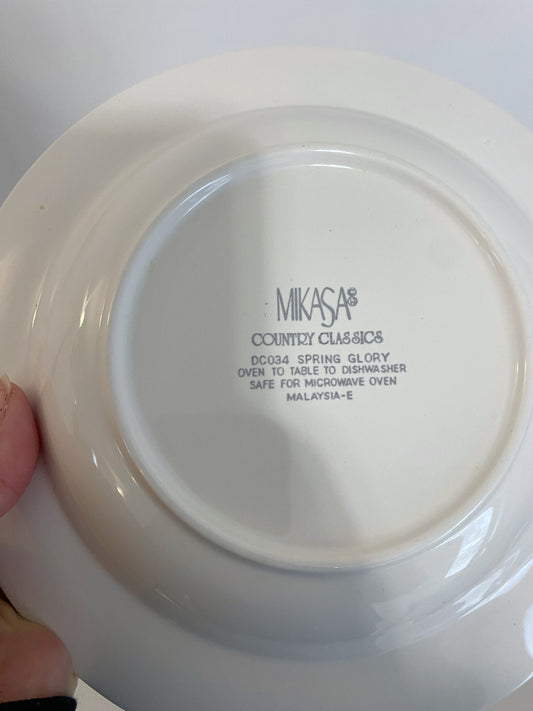 MIKASA
COUNTRY CLASSICS
DC034 SPRING GLORY
OVEN TO TABLE TO DISHWASHER
SAFE FOR MICROWAVE OVEN
MALAYSIA-E